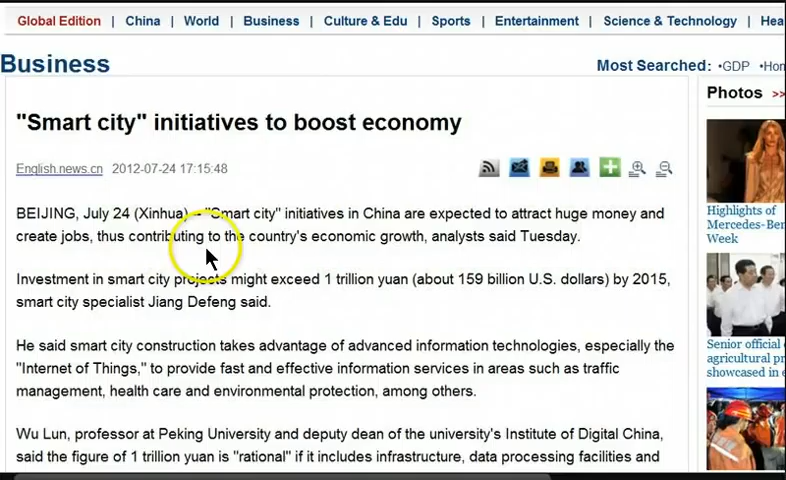 Global Edition | China | World | Business | Culture & Edu | Sports | Entertainment | Science & Technology |
Business
Most Searched: •GDP
"Smart city" initiatives to boost economy
Photos >>
English.news.cn 2012-07-24 17:15:48
BEIJING, July 24 (Xinhua) -- "Smart city" initiatives in China are expected to attract huge money and
create jobs, thus contributing to the country's economic growth, analysts said Tuesday.
Highlights of
Mercedes-Ben
Week
Investment in smart city projects might exceed 1 trillion yuan (about 159 billion U.S. dollars) by 2015,
smart city specialist Jiang Defeng said.
He said smart city construction takes advantage of advanced information technologies, especially the
"Internet of Things," to provide fast and effective information services in areas such as traffic
management, health care and environmental protection, among others.
Senior official
agricultural pr
showcased in
Wu Lun, professor at Peking University and deputy dean of the university's Institute of Digital China,
said the figure of 1 trillion yuan is "rational" if it includes infrastructure, data processing facilities and